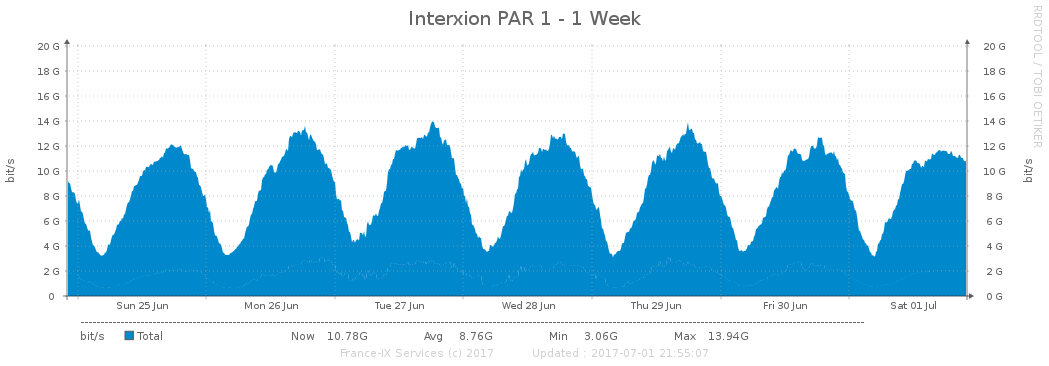 Interxion PAR 1 - 1 Week
RRDTOOL / TOBI OETIKER
bit/s
20 G 20 G
18 G 18 G
16 G 16 G
14 G 14 G
12 G 12 G
10 G 10 G
8 G 8 G
6 G 6 G
4 G 4 G
2 G 2 G
0 0 G
bit/s
Sun 25 Jun Mon 26 Jun Tue 27 Jun Wed 28 Jun Thu 29 Jun Fri 30 Jun Sat 01 Jul
bit/s Total Now 10.78G Avg 8.76G Min 3.06G Max 13.94G
France-IX Services (c) 2017 Updated : 2017-07-01 21:55:07